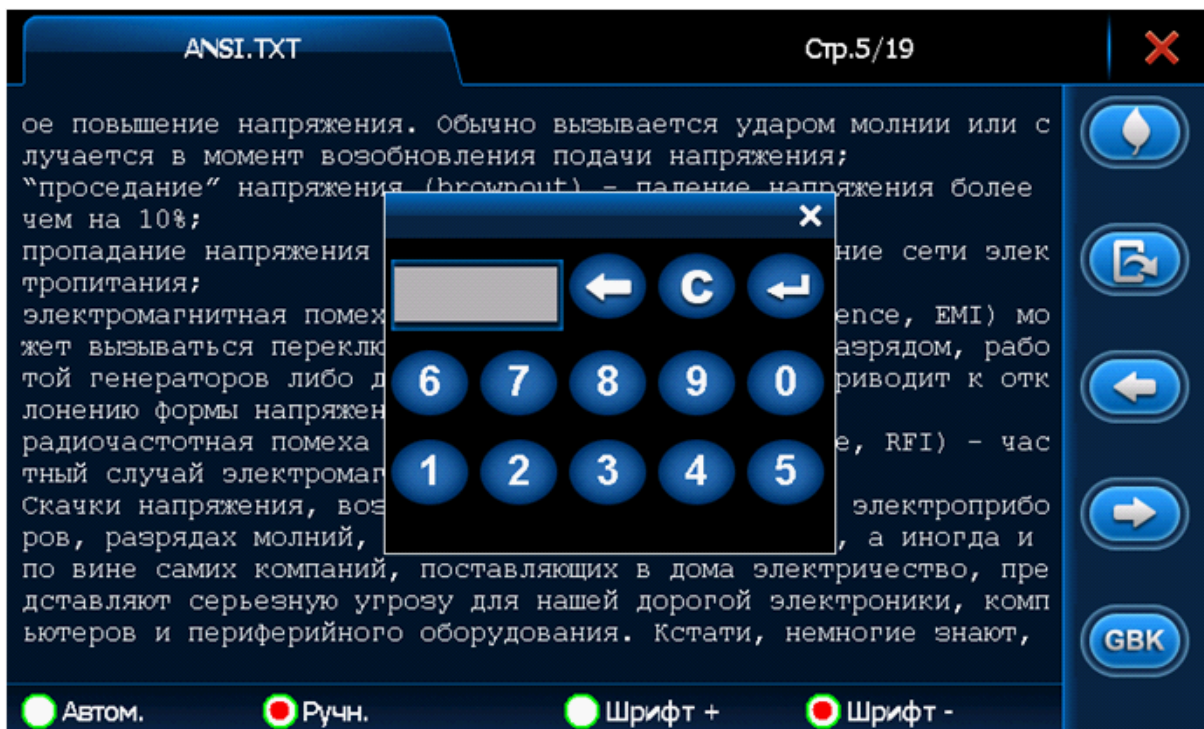 ANSI.TXT Стр.5/19
ое повышение напряжения. Обычно вызывается ударом молнии или с
лучается в момент возобновления подачи напряжения;
“проседание” напряжения (brownout) – падение напряжения более
чем на 10%;
пропадание напряжения ние сети элек
тропитания;
электромагнитная помех ence, EMI) мо
жет вызываться переклю азрядом, рабо
той генераторов либо д риводит к отк
лонению формы напряжен
радиочастотная помеха e, RFI) – час
тный случай электромаг
Скачки напряжения, воз электроприбо
ров, разрядах молний, , а иногда и
по вине самих компаний, поставляющих в дома электричество, пре
дставляют серьезную угрозу для нашей дорогой электроники, комп
ьютеров и периферийного оборудования. Кстати, немногие знают,
C
6 7 8 9 0
1 2 3 4 5
GBK
Автом. Ручн. Шрифт + Шрифт -